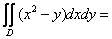 ∬_D (x² − y)dxdy =